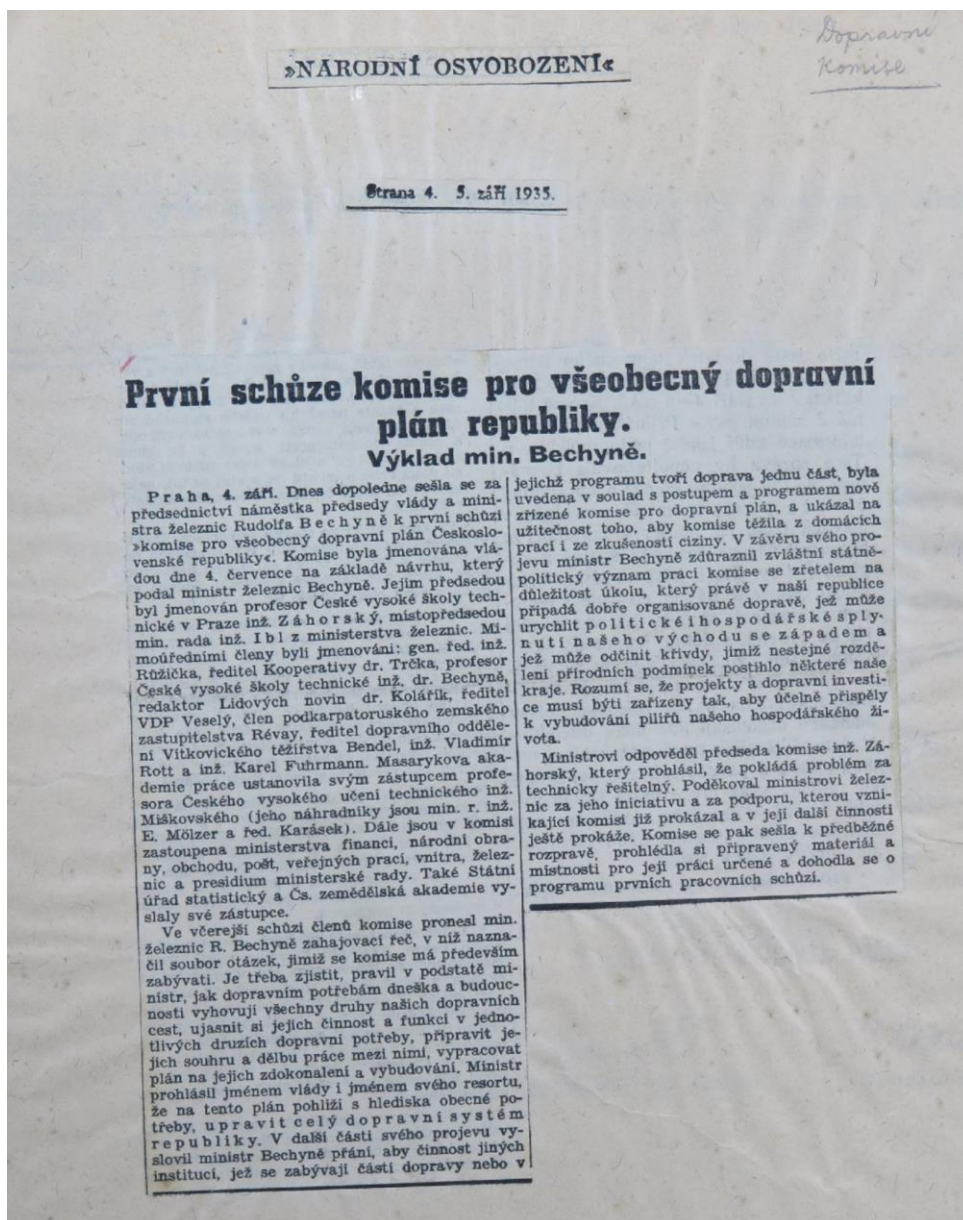 Dopravní
Komise
»NÁRODNÍ OSVOBOZENÍ«
Strana 4. 5. září 1935.
První schůze komise pro všeobecný dopravní
plán republiky.
Výklad min. Bechyně.
Praha, 4. září. Dnes dopoledne sešla se za
předsednictví náměstka předsedy vlády a mini-
stra železnic Rudolfa Bechyně k první schůzi
»komise pro všeobecný dopravní plán Českoslo-
venské republiky«. Komise byla jmenována vlá-
dou dne 4. července na základě návrhu, který
podal ministr železnic Bechyně. Jejím předsedou
byl jmenován profesor České vysoké školy tech-
nické v Praze inž. Záhorský, místopředsedou
min. rada inž. Ibl z ministerstva železnic. Mi-
moúředními členy byli jmenováni: gen. řed. inž.
Růžička, ředitel Kooperativy dr. Trčka, profesor
České vysoké školy technické inž. dr. Bechyně,
redaktor Lidových novin dr. Kolářík, ředitel
VDP Veselý, člen podkarpatoruského zemského
zastupitelstva Révay, ředitel dopravního odděle-
ní Vítkovického těžířstva Bendel, inž. Vladimír
Rott a inž. Karel Fuhrmann. Masarykova aka-
demie práce ustanovila svým zástupcem profe-
sora Českého vysokého učení technického inž.
Miškovského (jeho náhradníky jsou min. r. inž.
E. Mölzer a řed. Karásek). Dále jsou v komisi
zastoupena ministerstva financí, národní obra-
ny, obchodu, pošt, veřejných prací, vnitra, želez-
nic a presidium ministerské rady. Také Státní
úřad statistický a Čs. zemědělská akademie vy-
slaly své zástupce.
Ve včerejší schůzi členů komise pronesl min.
železnic R. Bechyně zahajovací řeč, v níž nazna-
čil soubor otázek, jimiž se komise má především
zabývati. Je třeba zjistit, pravil v podstatě mi-
nistr, jak dopravním potřebám dneška a budouc-
nosti vyhovují všechny druhy našich dopravních
cest, ujasnit si jejich činnost a funkci v jedno-
tlivých druzích dopravní potřeby, připravit je-
jich souhru a dělbu práce mezi nimi, vypracovat
plán na jejich zdokonalení a vybudování. Ministr
prohlásil jménem vlády i jménem svého resortu,
že na tento plán pohlíží s hlediska obecné po-
třeby, upravit celý dopravní systém
republiky. V další části svého projevu vy-
slovil ministr Bechyně přání, aby činnost jiných
institucí, jež se zabývají částí dopravy nebo v
jejichž programu tvoří doprava jednu část, byla
uvedena v soulad s postupem a programem nově
zřízené komise pro dopravní plán, a ukázal na
užitečnost toho, aby komise těžila z domácích
prací i ze zkušeností ciziny. V závěru svého pro-
jevu ministr Bechyně zdůraznil zvláštní státně-
politický význam prací komise se zřetelem na
důležitost úkolu, který právě v naší republice
připadá dobře organisované dopravě, jež může
urychlit politické i hospodářské sply-
nutí našeho východu se západem a
jež může odčinit křivdy, jimiž nestejné rozdě-
lení přírodních podmínek postihlo některé naše
kraje. Rozumí se, že projekty a dopravní investi-
ce musí býti zařízeny tak, aby účelně přispěly
k vybudování pilířů našeho hospodářského ži-
vota.
Ministrovi odpověděl předseda komise inž. Zá-
horský, který prohlásil, že pokládá problém za
technicky řešitelný. Poděkoval ministrovi želez-
nic za jeho iniciativu a za podporu, kterou vzni-
kající komisi již prokázal a v její další činnosti
ještě prokáže. Komise se pak sešla k předběžné
rozpravě, prohlédla si připravený materiál a
místnosti pro její práci určené a dohodla se o
programu prvních pracovních schůzí.